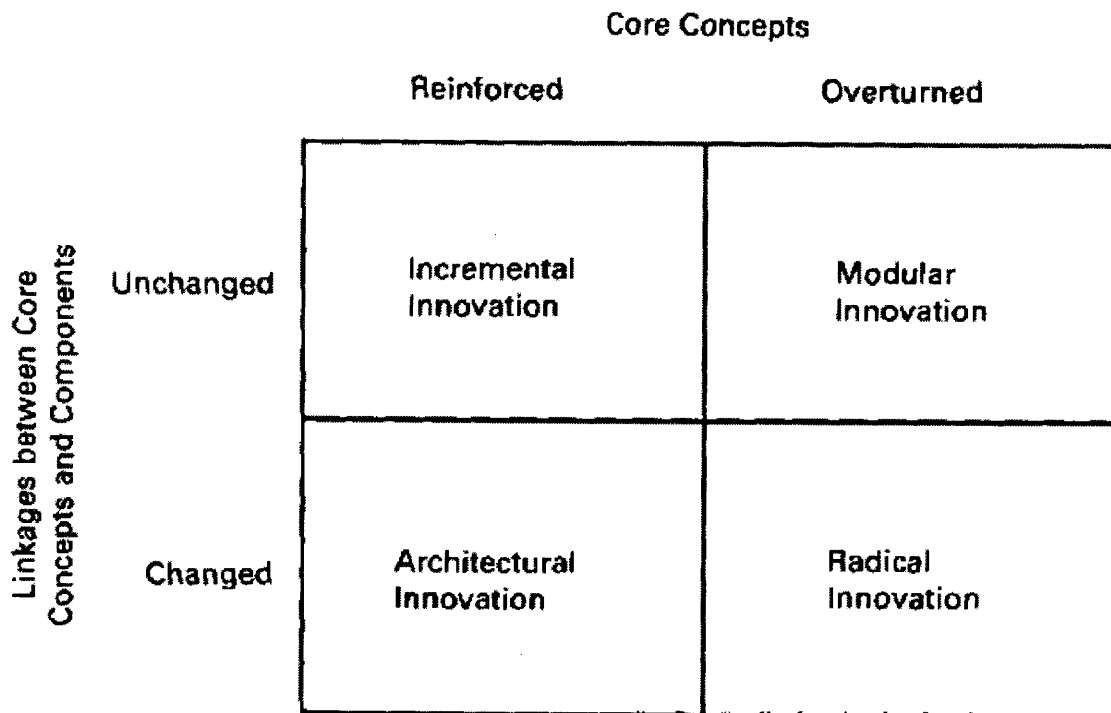 Core Concepts
Reinforced
Overturned
Linkages between Core
Concepts and Components
Unchanged
Incremental
Innovation
Modular
Innovation
Changed
Architectural
Innovation
Radical
Innovation